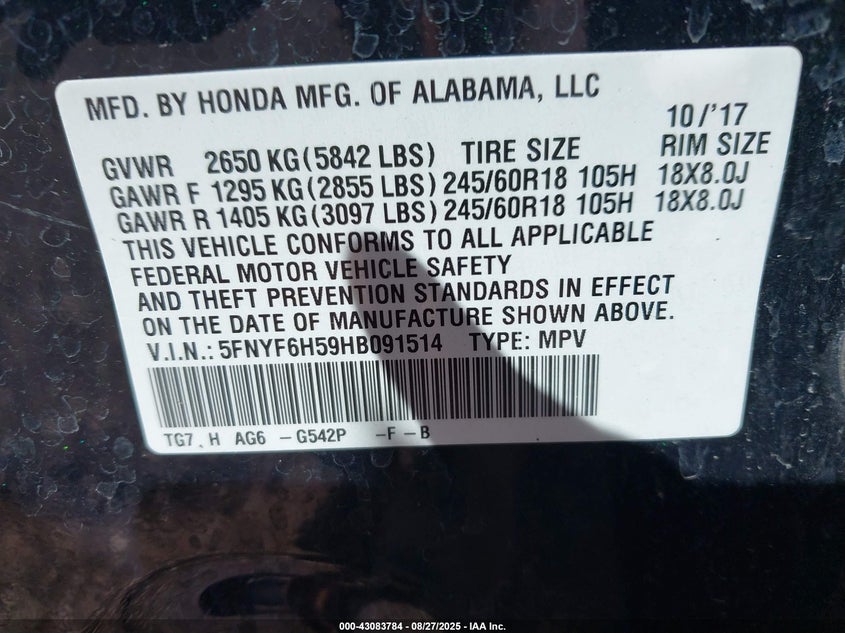 MFD. BY HONDA MFG. OF ALABAMA, LLC
10/'17
GVWR 2650 KG (5842 LBS) TIRE SIZE RIM SIZE
GAWR F 1295 KG (2855 LBS) 245/60R18 105H 18X8.0J
GAWR R 1405 KG (3097 LBS) 245/60R18 105H 18X8.0J
THIS VEHICLE CONFORMS TO ALL APPLICABLE
FEDERAL MOTOR VEHICLE SAFETY
AND THEFT PREVENTION STANDARDS IN EFFECT
ON THE DATE OF MANUFACTURE SHOWN ABOVE.
V.I.N.: 5FNYF6H59HB091514 TYPE: MPV
TG7. H AG6 -G542P -F-B
000-43083784 - 08/27/2025 - IAA Inc.